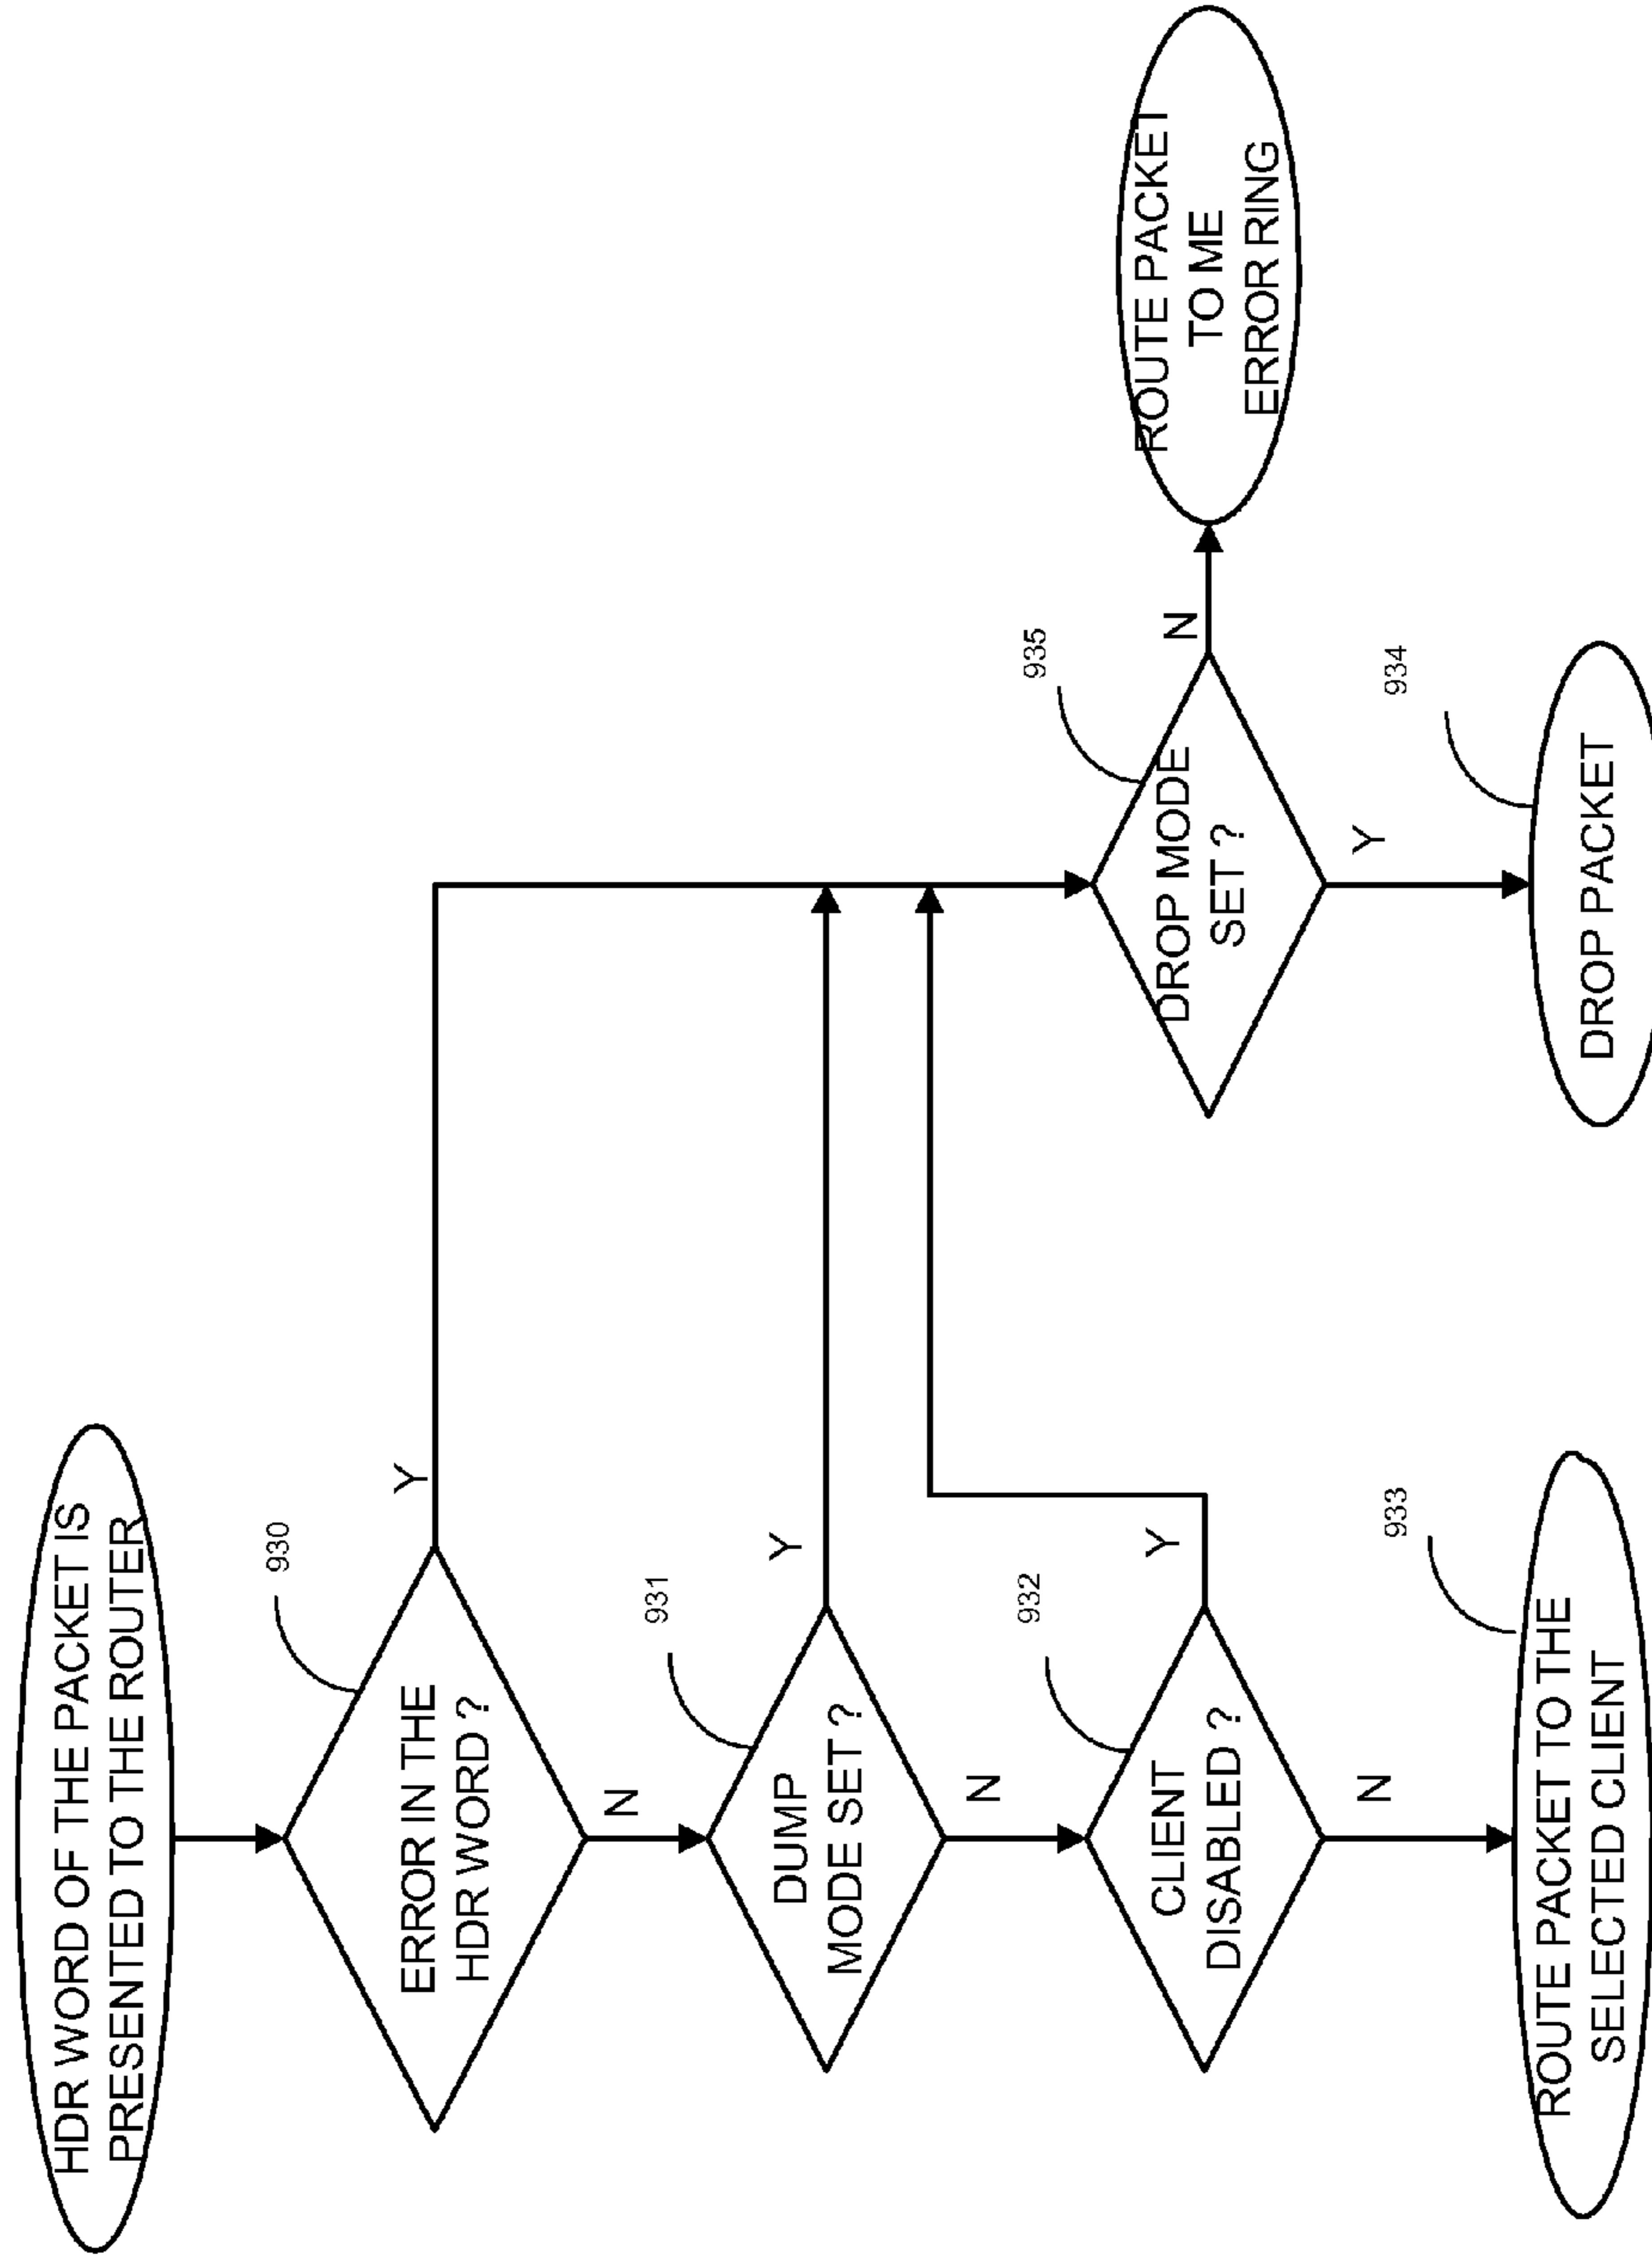 HDR WORD OF THE PACKET IS
PRESENTED TO THE ROUTER
930
ERROR IN THE
HDR WORD ?
Y
N
931
DUMP
MODE SET ?
Y
N
932
CLIENT
DISABLED ?
Y
N
933
ROUTE PACKET TO THE
SELECTED CLIENT
935
DROP MODE
SET ?
N
ROUTE PACKET
TO ME
ERROR RING
Y
934
DROP PACKET